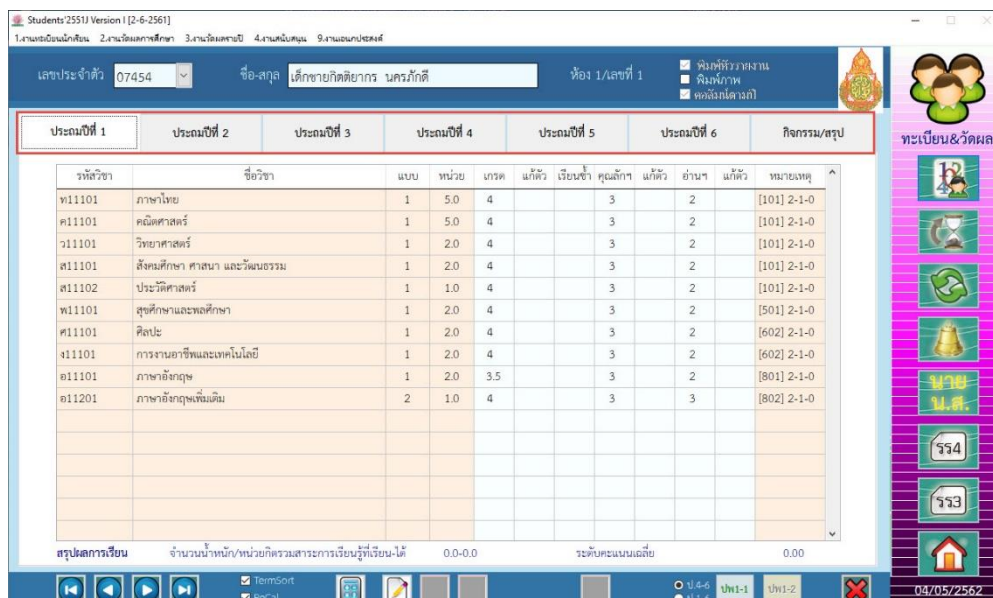 Students'2551J Version I [2-6-2561]
1.งานทะเบียนนักเรียน 2.งานวัดผลการศึกษา 3.งานวัดผลรายปี 4.งานสนับสนุน 9.งานเอนกประสงค์
เลขประจำตัว 07454 ชื่อ-สกุล เด็กชายกิตติยากร นครภักดี ห้อง 1/เลขที่ 1
พิมพ์หัวรายงาน
พิมพ์ภาพ
คอลัมน์ตามกีป
ทะเบียน&วัดผล
ประถมปีที่ 1 ประถมปีที่ 2 ประถมปีที่ 3 ประถมปีที่ 4 ประถมปีที่ 5 ประถมปีที่ 6 กิจกรรม/สรุป
รหัสวิชา ชื่อวิชา แบบ หน่วย เกรด แก้ตัว เรียนซ้ำ คุณลักฯ แก้ตัว อ่านฯ แก้ตัว หมายเหตุ
ท11101 ภาษาไทย 1 5.0 4 3 2 [101] 2-1-0
ค11101 คณิตศาสตร์ 1 5.0 4 3 2 [101] 2-1-0
ว11101 วิทยาศาสตร์ 1 2.0 4 3 2 [101] 2-1-0
ส11101 สังคมศึกษา ศาสนา และวัฒนธรรม 1 2.0 4 3 2 [101] 2-1-0
ส11102 ประวัติศาสตร์ 1 1.0 4 3 2 [101] 2-1-0
พ11101 สุขศึกษาและพลศึกษา 1 2.0 4 3 2 [501] 2-1-0
ศ11101 ศิลปะ 1 2.0 4 3 2 [602] 2-1-0
ง11101 การงานอาชีพและเทคโนโลยี 1 2.0 4 3 2 [602] 2-1-0
อ11101 ภาษาอังกฤษ 1 2.0 3.5 3 2 [801] 2-1-0
อ11201 ภาษาอังกฤษเพิ่มเติม 2 1.0 4 3 3 [802] 2-1-0
นาย
น.ส.
รร4
รร3
สรุปผลการเรียน จำนวนน้ำหนัก/หน่วยกิตรวมสาระการเรียนรู้ที่เรียน-ได้ 0.0-0.0 ระดับคะแนนเฉลี่ย 0.00
TermSort
ป.4-6
ปพ1-1 ปพ1-2
04/05/2562